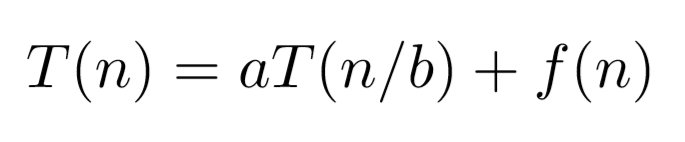 T(n) = aT(n/b) + f(n)